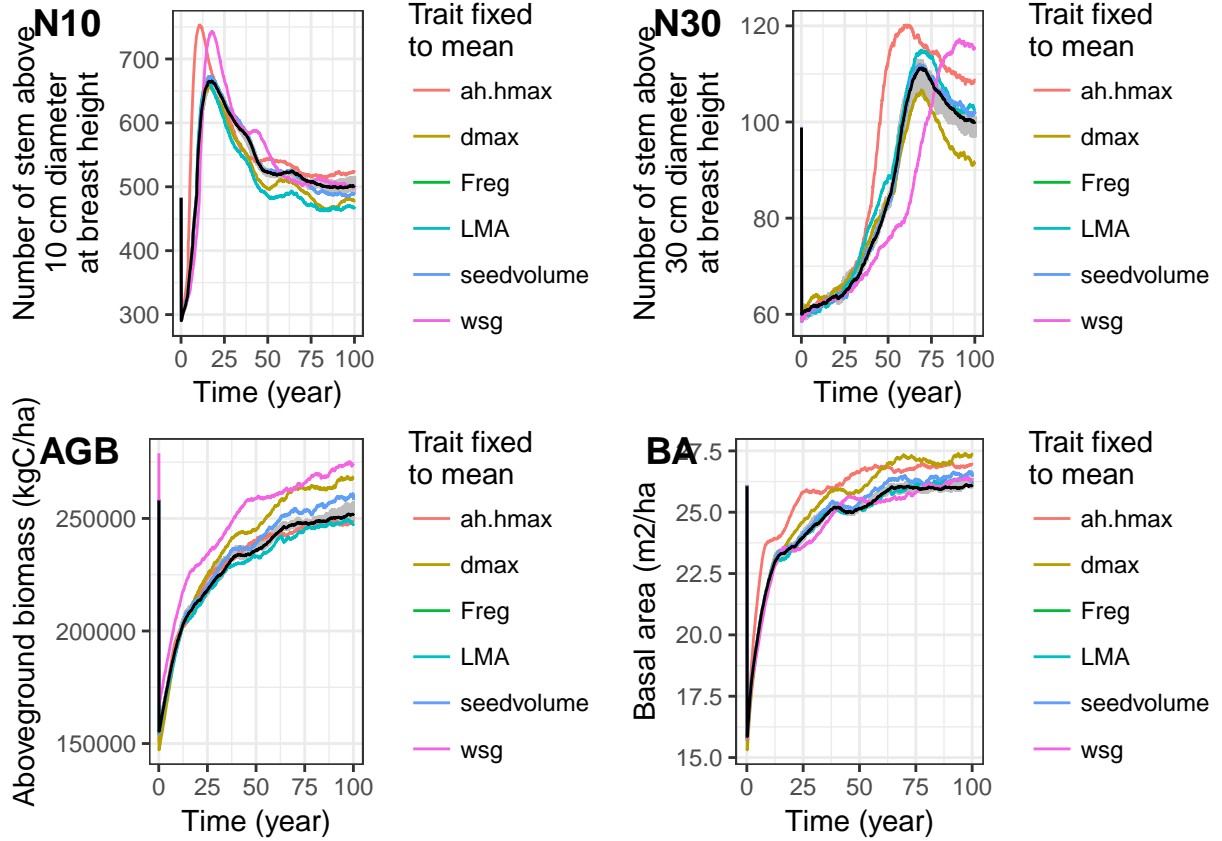 N10
Number of stem above
10 cm diameter
at breast height
300
400
500
600
700
0 25 50 75 100
Time (year)
Trait fixed
to mean
ah.hmax
dmax
Freg
LMA
seedvolume
wsg
N30
Number of stem above
30 cm diameter
at breast height
60
80
100
120
0 25 50 75 100
Time (year)
Trait fixed
to mean
ah.hmax
dmax
Freg
LMA
seedvolume
wsg
AGB
Aboveground biomass (kgC/ha)
150000
200000
250000
0 25 50 75 100
Time (year)
Trait fixed
to mean
ah.hmax
dmax
Freg
LMA
seedvolume
wsg
BA
Basal area (m2/ha)
15.0
17.5
20.0
22.5
25.0
27.5
0 25 50 75 100
Time (year)
Trait fixed
to mean
ah.hmax
dmax
Freg
LMA
seedvolume
wsg